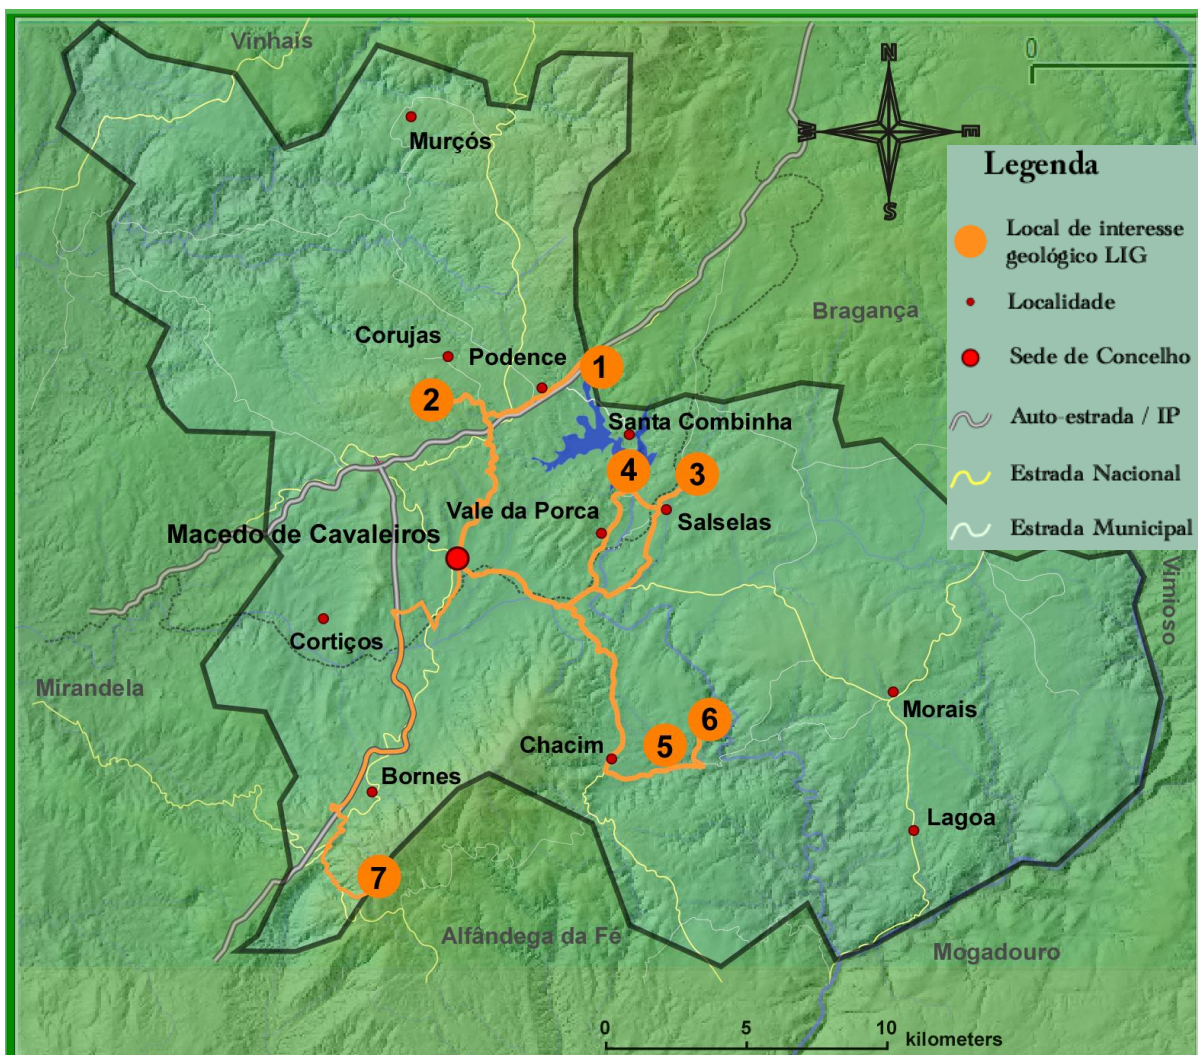 Vinhais
N
0
W
E
S
Murçós
Legenda
Local de interesse
geológico LIG
Bragança
Localidade
Corujas
Podence
1
Sede de Concelho
2
Santa Combinha
Auto-estrada / IP
4
3
Estrada Nacional
Vale da Porca
Salselas
Estrada Municipal
Macedo de Cavaleiros
Vimioso
Cortiços
Mirandela
Morais
6
5
Chacim
Bornes
Lagoa
7
Alfândega da Fé
Mogadouro
0
5
10
kilometers